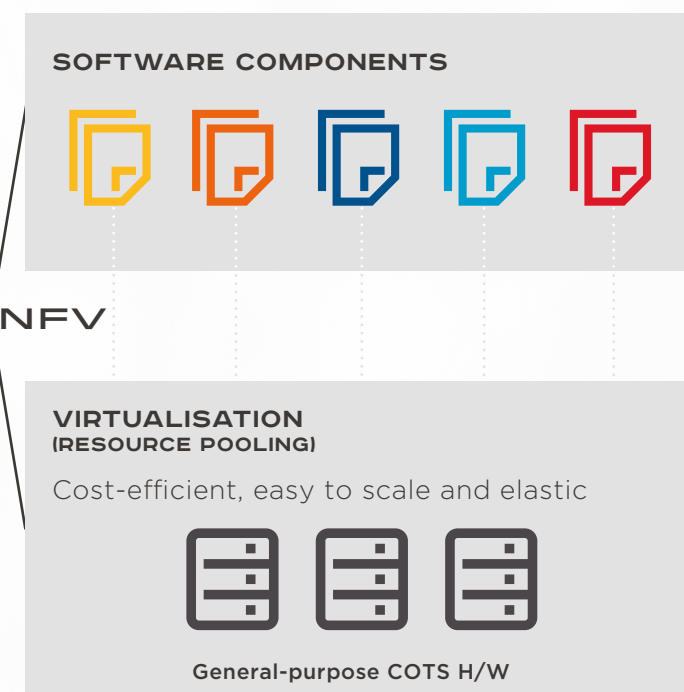 SOFTWARE COMPONENTS
NFV
VIRTUALISATION
(RESOURCE POOLING)
Cost-efficient, easy to scale and elastic
General-purpose COTS H/W